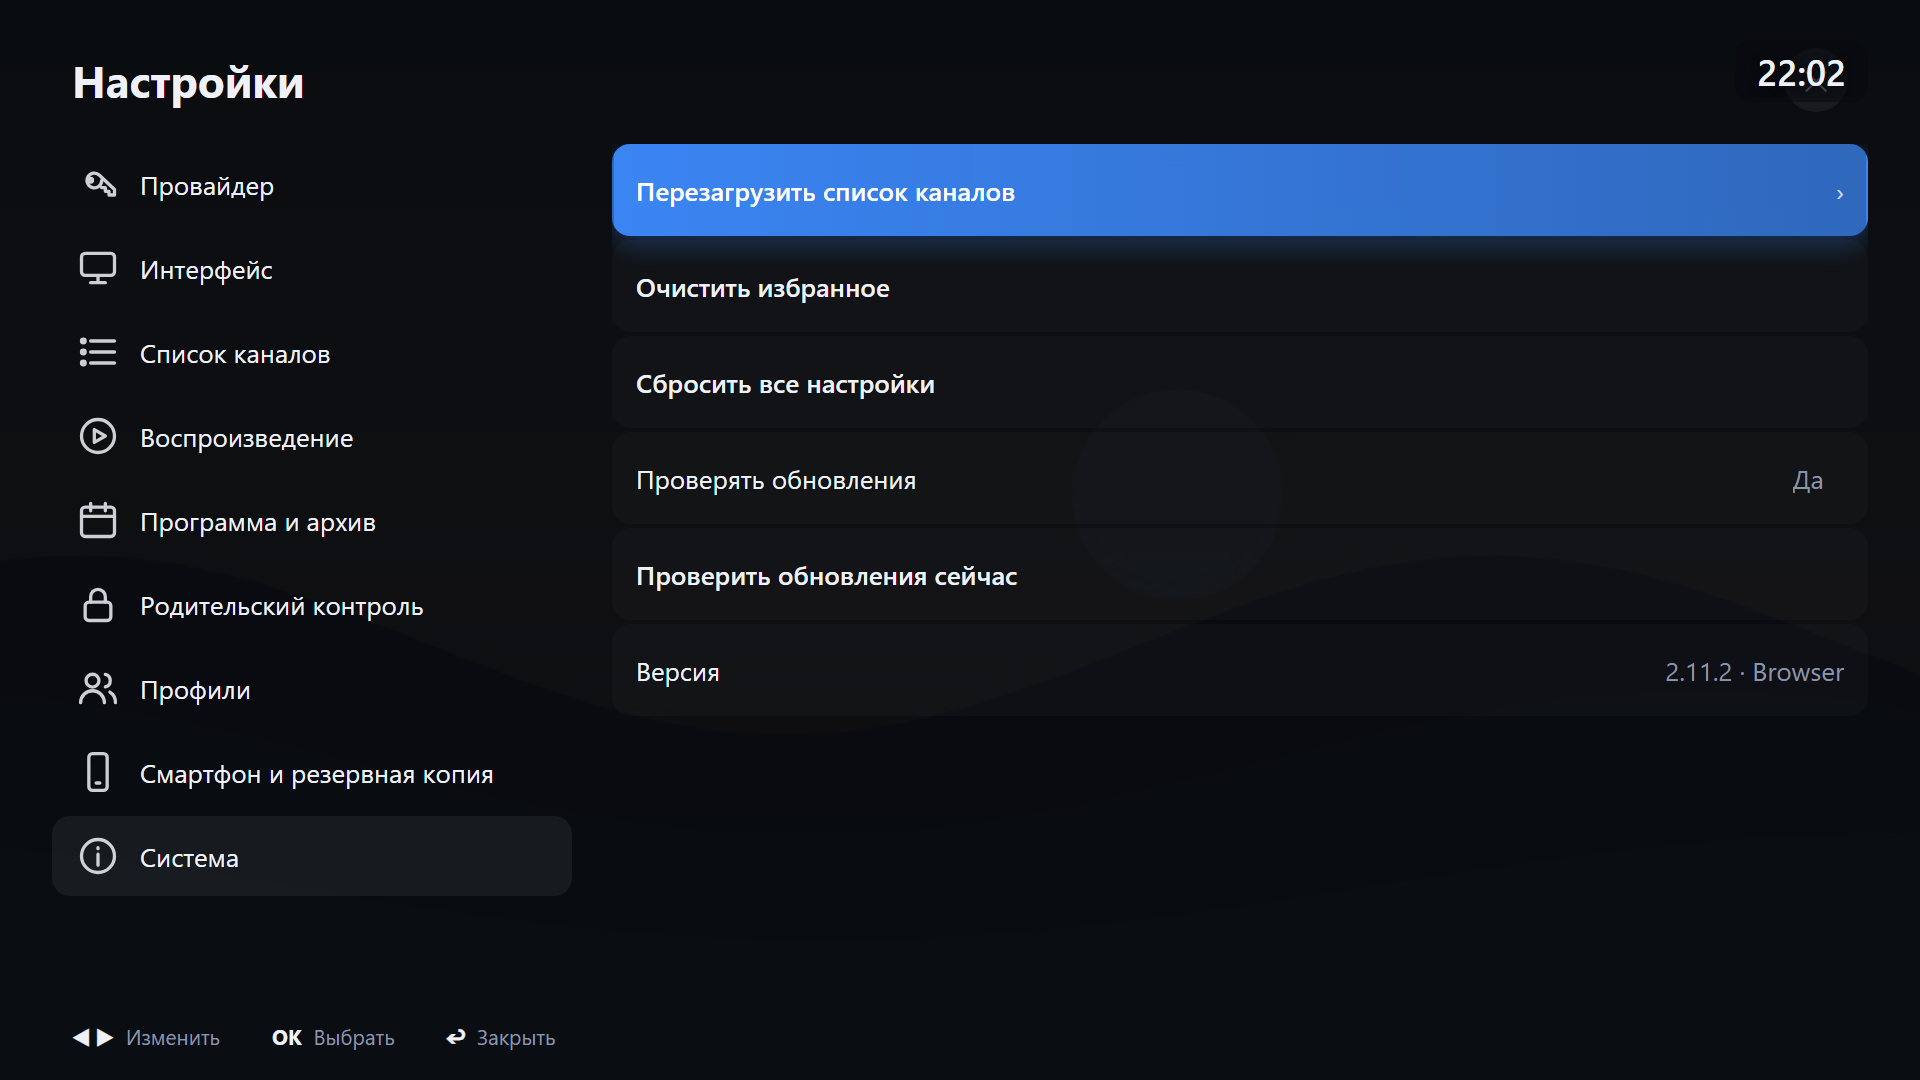 Настройки
22:02
Провайдер
Интерфейс
Список каналов
Воспроизведение
Программа и архив
Родительский контроль
Профили
Смартфон и резервная копия
Система
Перезагрузить список каналов
Очистить избранное
Сбросить все настройки
Проверять обновления Да
Проверить обновления сейчас
Версия 2.11.2 · Browser
Изменить OK Выбрать Закрыть